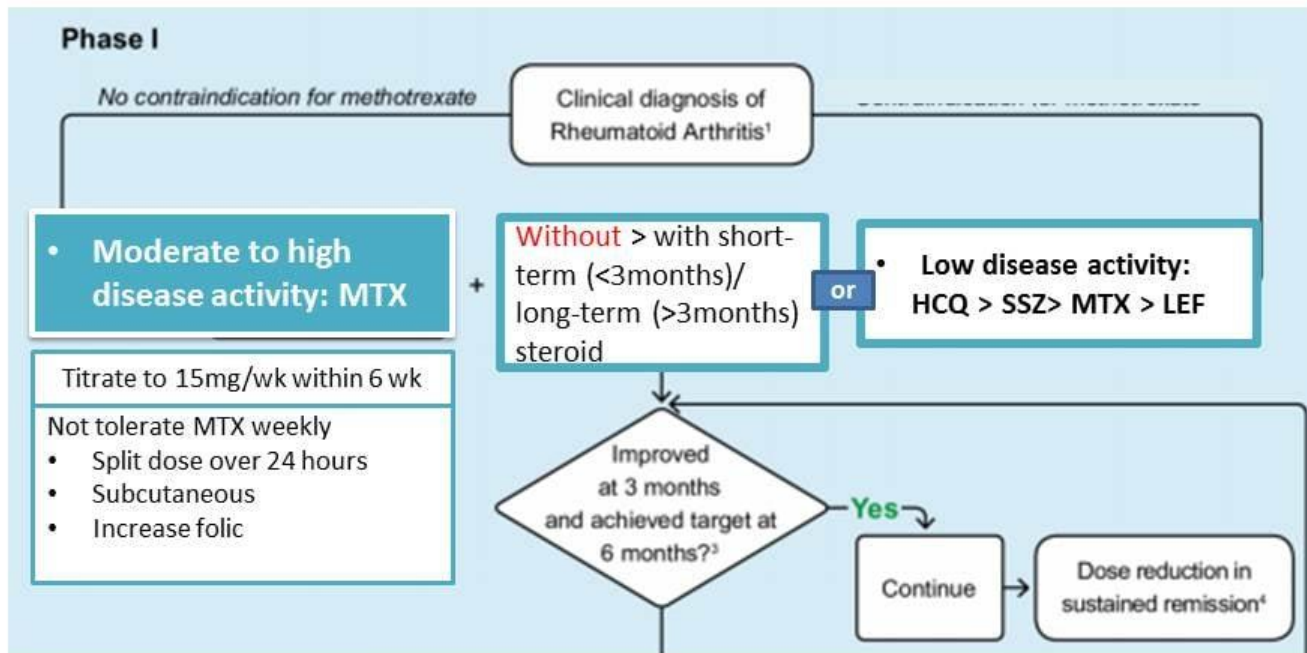 Phase I
No contraindication for methotrexate
Clinical diagnosis of
Rheumatoid Arthritis¹
• Moderate to high
disease activity: MTX
+
Without > with short-
term (<3months)/
long-term (>3months)
steroid
or
• Low disease activity:
HCQ > SSZ> MTX > LEF
Titrate to 15mg/wk within 6 wk
Not tolerate MTX weekly
• Split dose over 24 hours
• Subcutaneous
• Increase folic
Improved
at 3 months
and achieved target at
6 months?³
Yes
Continue
Dose reduction in
sustained remission⁴